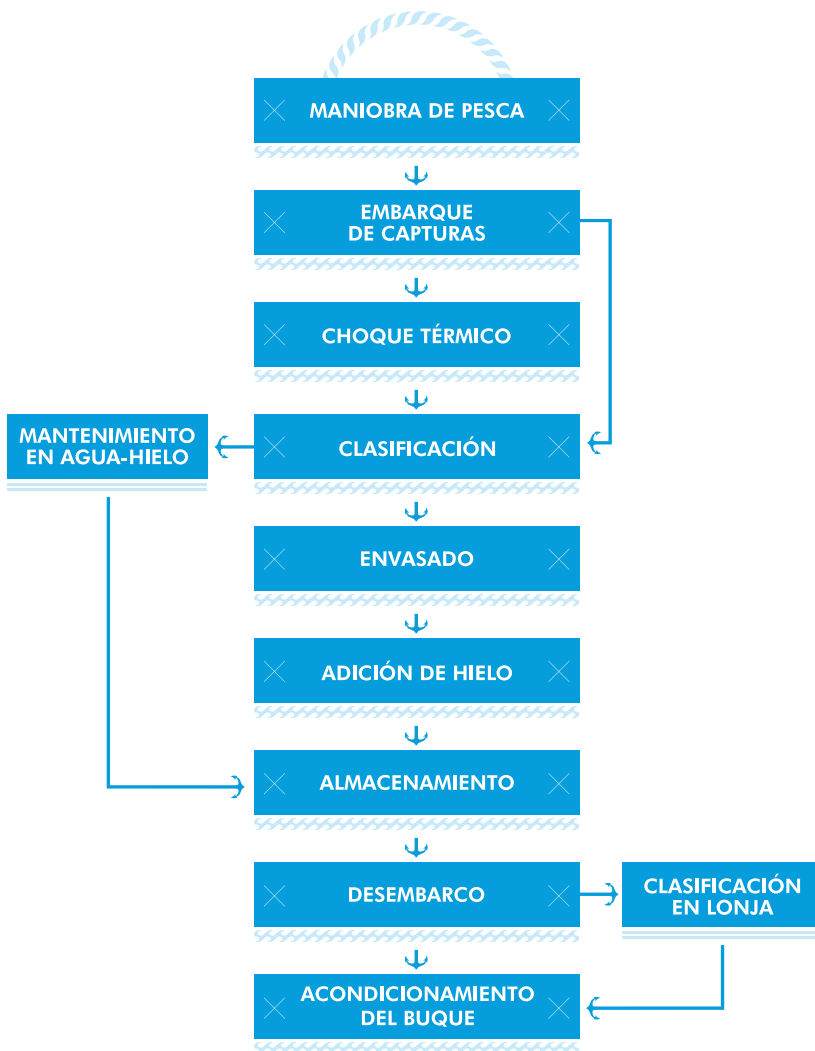 MANIOBRA DE PESCA
EMBARQUE
DE CAPTURAS
CHOQUE TÉRMICO
MANTENIMIENTO
EN AGUA-HIELO
CLASIFICACIÓN
ENVASADO
ADICIÓN DE HIELO
ALMACENAMIENTO
DESEMBARCO
CLASIFICACIÓN
EN LONJA
ACONDICIONAMIENTO
DEL BUQUE